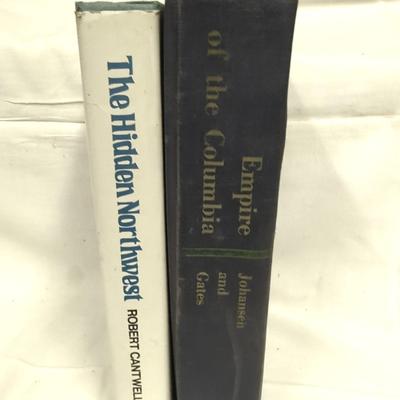 The Hidden Northwest
ROBERT CANTWELL
Empire
of the Columbia
Johansen
and
Gates